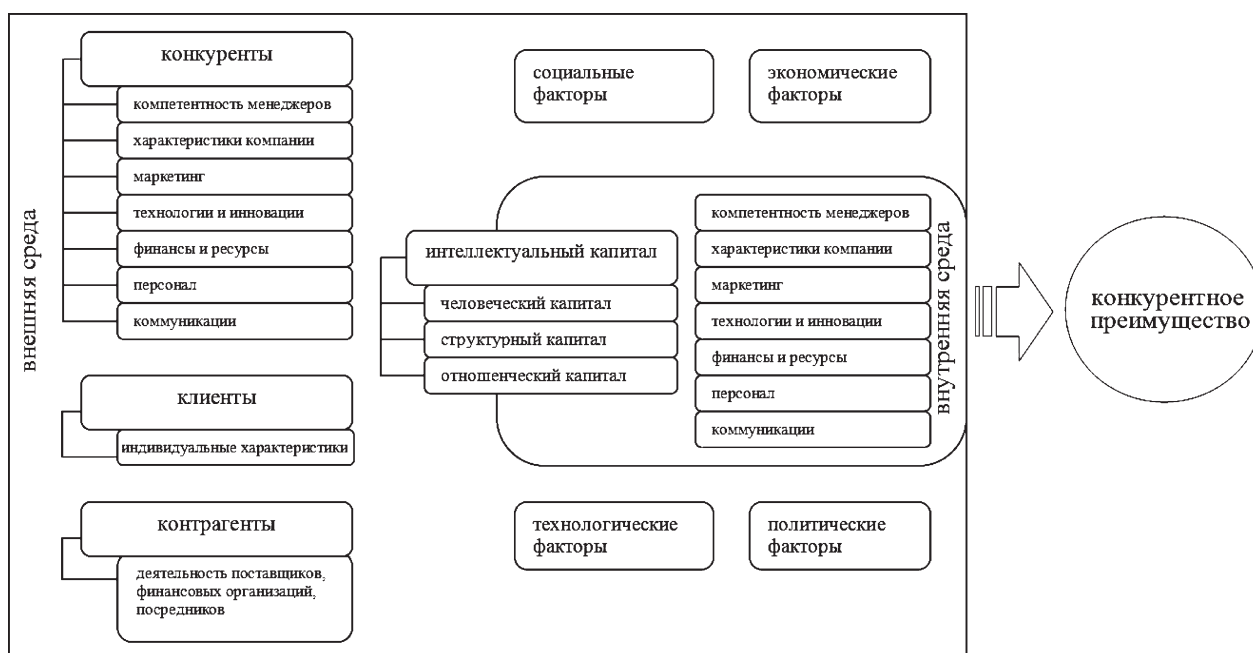 внешняя среда
конкуренты
компетентность менеджеров
характеристики компании
маркетинг
технологии и инновации
финансы и ресурсы
персонал
коммуникации
клиенты
индивидуальные характеристики
контрагенты
деятельность поставщиков,
финансовых организаций,
посредников
социальные
факторы
экономические
факторы
интеллектуальный капитал
человеческий капитал
структурный капитал
отношенческий капитал
компетентность менеджеров
характеристики компании
маркетинг
технологии и инновации
финансы и ресурсы
персонал
коммуникации
внутренняя среда
технологические
факторы
политические
факторы
конкурентное
преимущество